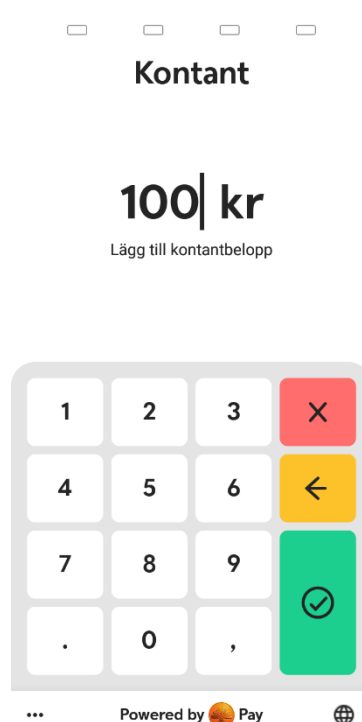 Kontant
100 kr
Lägg till kontantbelopp
1 2 3
4 5 6
7 8 9
. 0 ,
Powered by Pay